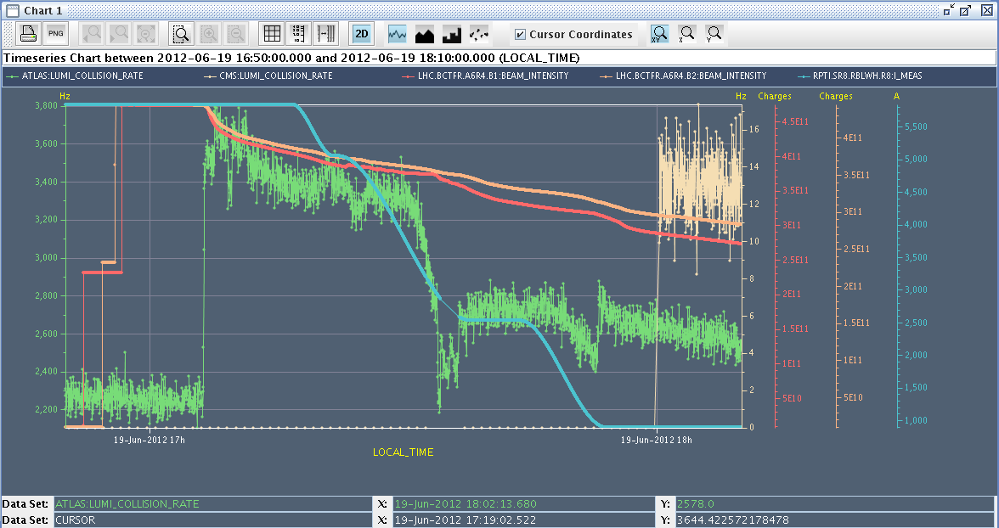 Chart 1
PNG 2D Cursor Coordinates XY X Y
Timeseries Chart between 2012-06-19 16:50:00.000 and 2012-06-19 18:10:00.000 (LOCAL_TIME)
ATLAS:LUMI_COLLISION_RATE CMS:LUMI_COLLISION_RATE LHC.BCTFR.A6R4.B1:BEAM_INTENSITY LHC.BCTFR.A6R4.B2:BEAM_INTENSITY RPTI.SR8.RBLWH.R8:I_MEAS
Hz Hz Charges Charges A
3,800
3,600
3,400
3,200
3,000
2,800
2,600
2,400
2,200
16
14
12
10
8
6
4
2
0
4.5E11
4E11
3.5E11
3E11
2.5E11
2E11
1.5E11
1E11
5E10
4E11
3.5E11
3E11
2.5E11
2E11
1.5E11
1E11
5E10
5,500
5,000
4,500
4,000
3,500
3,000
2,500
2,000
1,500
1,000
19-Jun-2012 17h 19-Jun-2012 18h
LOCAL_TIME
Data Set: ATLAS:LUMI_COLLISION_RATE X: 19-Jun-2012 18:02:13.680 Y: 2578.0
Data Set: CURSOR X: 19-Jun-2012 17:19:02.522 Y: 3644.422572178478